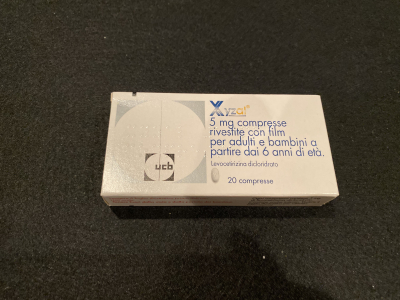 Xyzal®
5 mg compresse
rivestite con film
per adulti e bambini a
partire dai 6 anni di età.
Levocetirizina dicloridrato
20 compresse
ucb